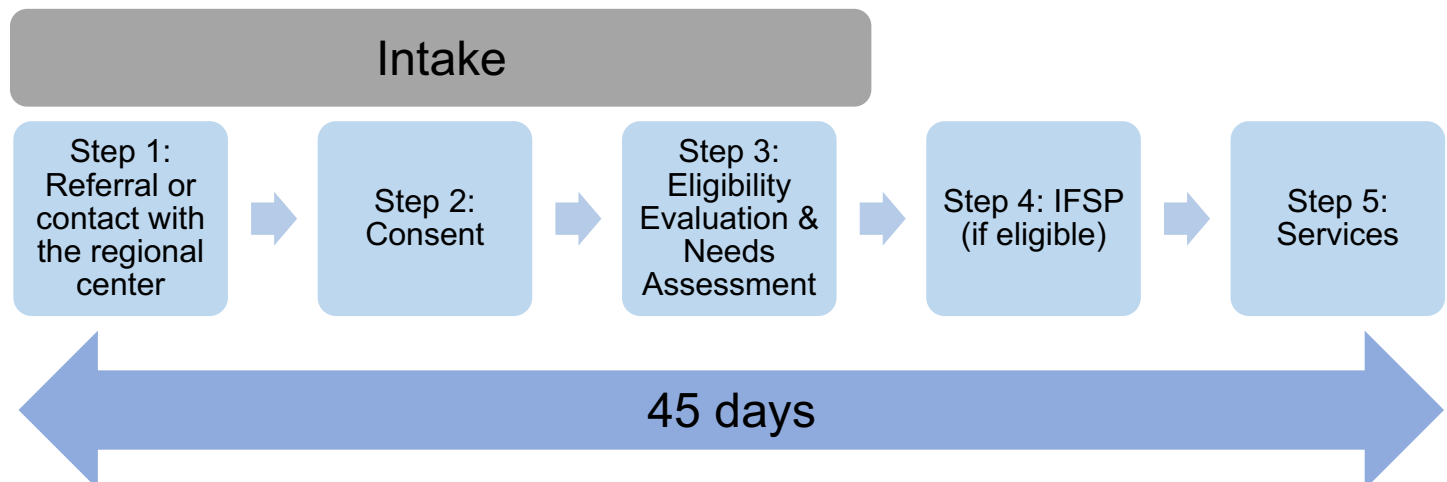 Intake
Step 1:
Referral or
contact with
the regional
center
Step 2:
Consent
Step 3:
Eligibility
Evaluation &
Needs
Assessment
Step 4: IFSP
(if eligible)
Step 5:
Services
45 days